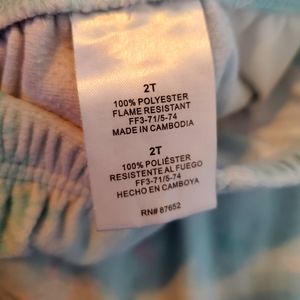 2T
100% POLYESTER
FLAME RESISTANT
FF3-71/5-74
MADE IN CAMBODIA
2T
100% POLIÉSTER
RESISTENTE AL FUEGO
FF3-71/5-74
HECHO EN CAMBOYA
RN# 87652